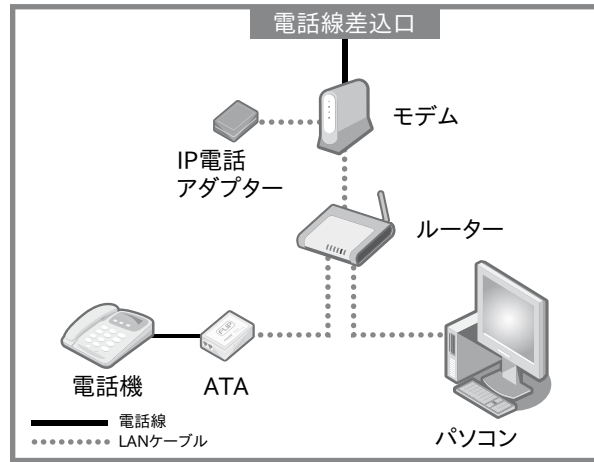 電話線差込口
モデム
IP電話
アダプター
ルーター
電話機
ATA
パソコン
電話線
LANケーブル